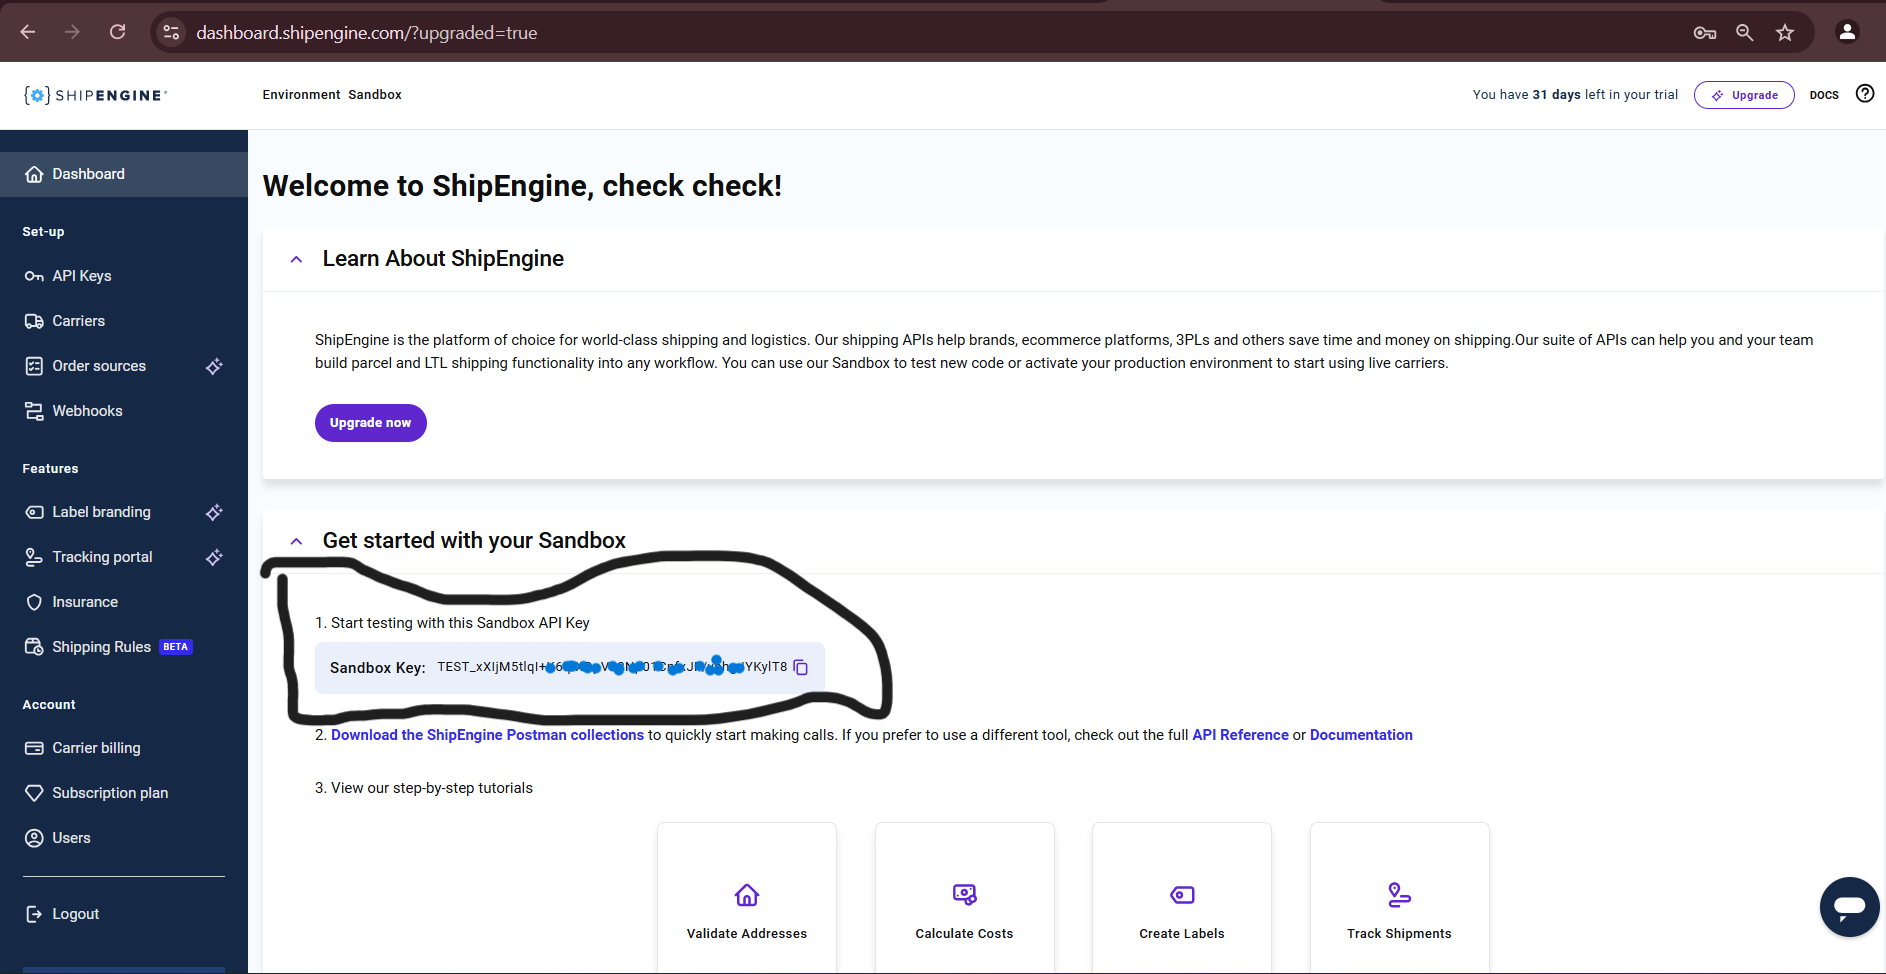 dashboard.shipengine.com/?upgraded=true
SHIPENGINE
Environment Sandbox
You have 31 days left in your trial
Upgrade
DOCS
Dashboard
Set-up
API Keys
Carriers
Order sources
Webhooks
Features
Label branding
Tracking portal
Insurance
Shipping Rules BETA
Account
Carrier billing
Subscription plan
Users
Logout
Welcome to ShipEngine, check check!
Learn About ShipEngine
ShipEngine is the platform of choice for world-class shipping and logistics. Our shipping APIs help brands, ecommerce platforms, 3PLs and others save time and money on shipping.Our suite of APIs can help you and your team
build parcel and LTL shipping functionality into any workflow. You can use our Sandbox to test new code or activate your production environment to start using live carriers.
Upgrade now
Get started with your Sandbox
1. Start testing with this Sandbox API Key
Sandbox Key:
2. Download the ShipEngine Postman collections to quickly start making calls. If you prefer to use a different tool, check out the full API Reference or Documentation
3. View our step-by-step tutorials
Validate Addresses
Calculate Costs
Create Labels
Track Shipments